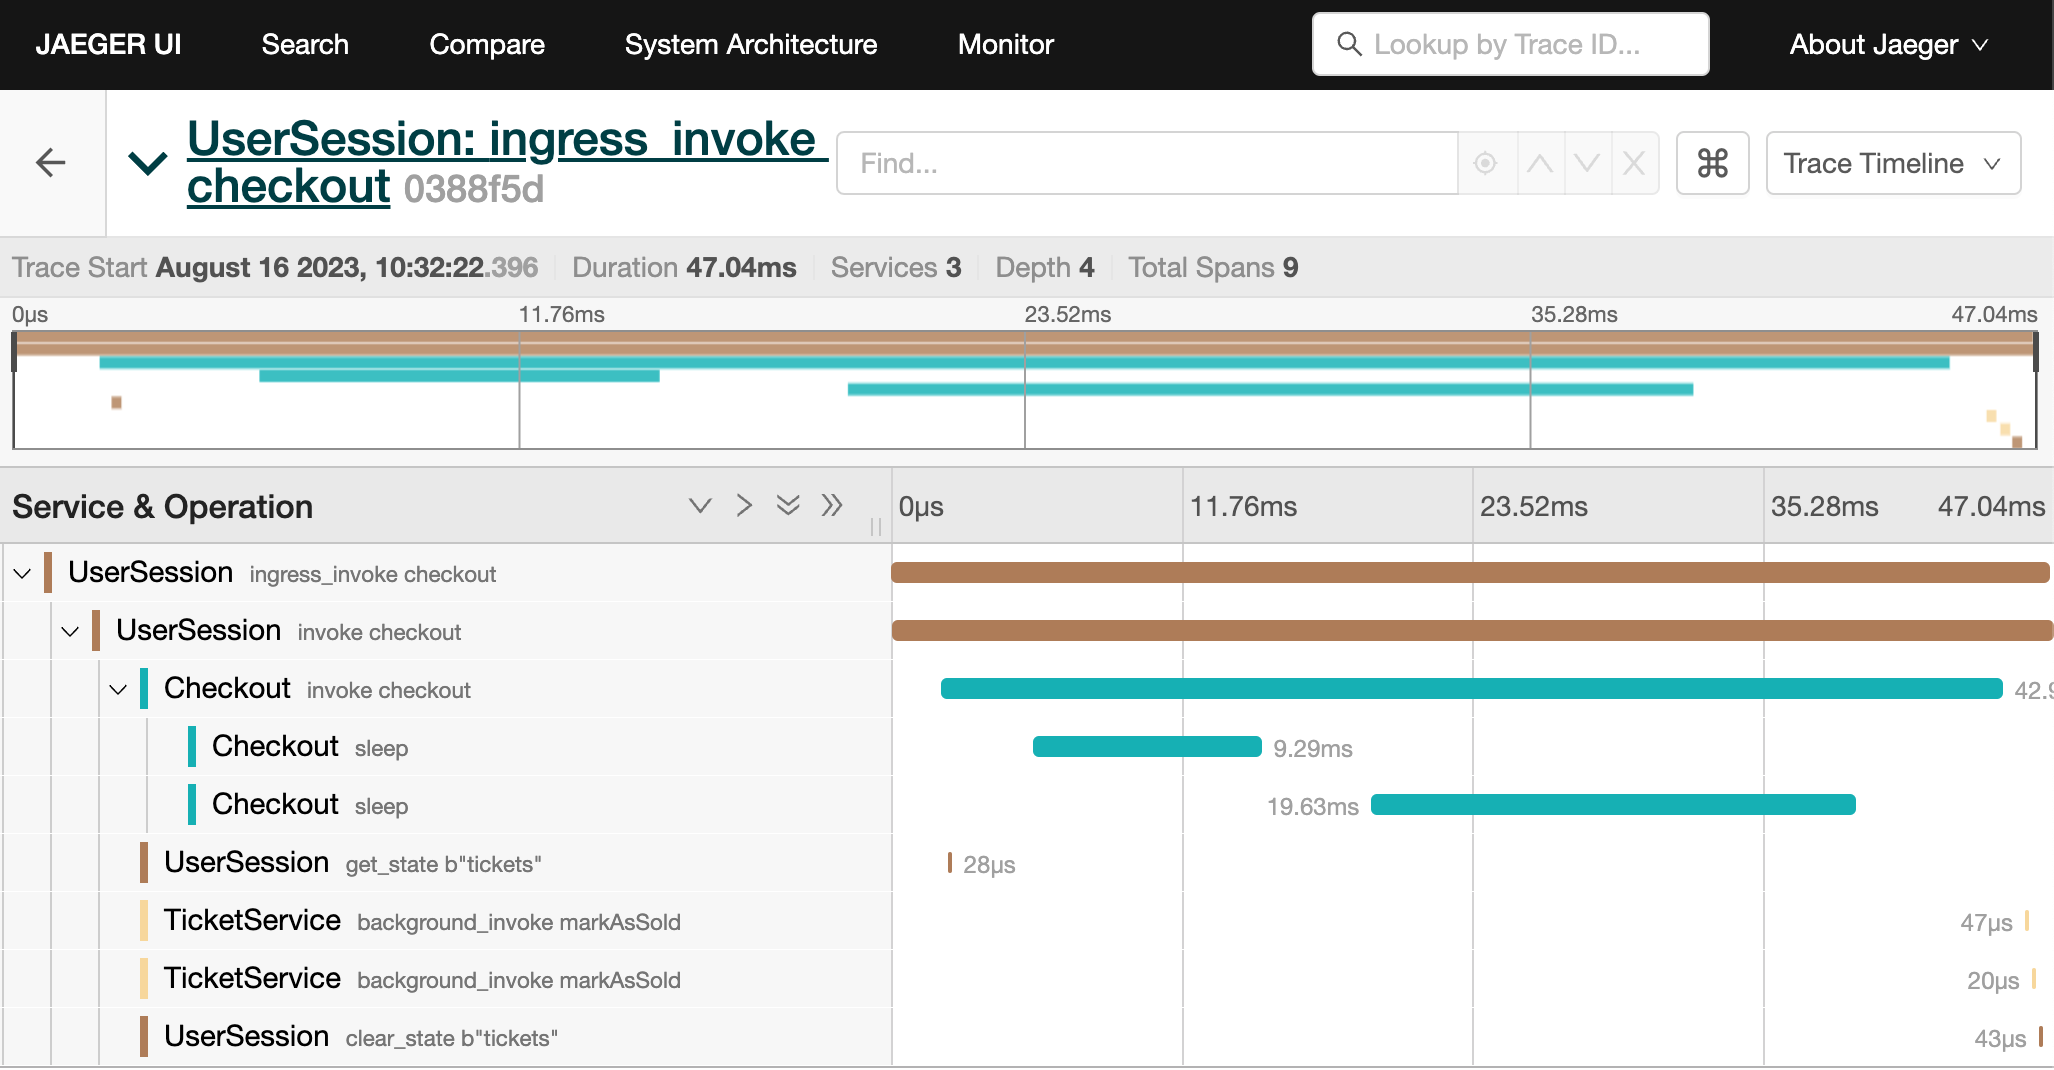 JAEGER UI Search Compare System Architecture Monitor Lookup by Trace ID... About Jaeger
UserSession: ingress_invoke
checkout 0388f5d
Find...
Trace Timeline
Trace Start August 16 2023, 10:32:22.396 Duration 47.04ms Services 3 Depth 4 Total Spans 9
0μs 11.76ms 23.52ms 35.28ms 47.04ms
Service & Operation 0μs 11.76ms 23.52ms 35.28ms 47.04ms
UserSession ingress_invoke checkout
UserSession invoke checkout
Checkout invoke checkout
Checkout sleep 9.29ms
Checkout sleep 19.63ms
UserSession get_state b"tickets" 28μs
TicketService background_invoke markAsSold 47μs
TicketService background_invoke markAsSold 20μs
UserSession clear_state b"tickets" 43μs